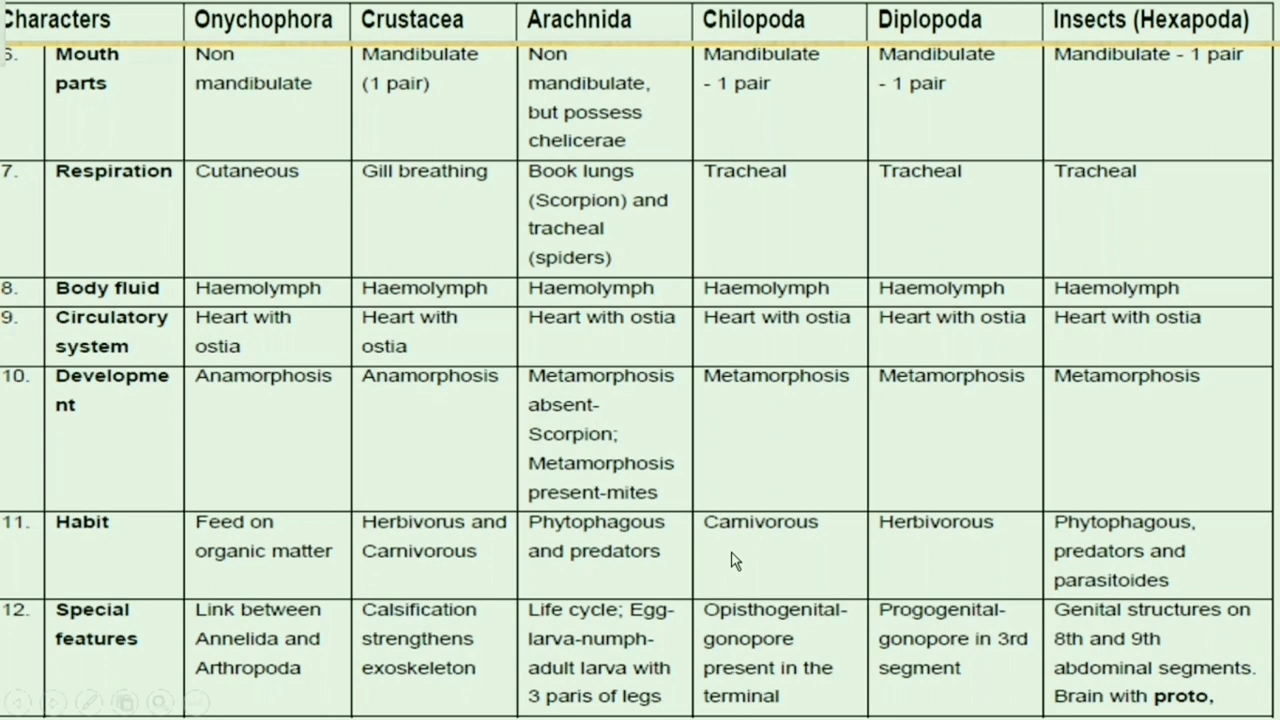 Characters Onychophora Crustacea Arachnida Chilopoda Diplopoda Insects (Hexapoda)
6. Mouth Non Mandibulate Non Mandibulate Mandibulate Mandibulate - 1 pair
parts mandibulate (1 pair) mandibulate, - 1 pair - 1 pair
but possess
chelicerae
7. Respiration Cutaneous Gill breathing Book lungs Tracheal Tracheal Tracheal
(Scorpion) and
tracheal
(spiders)
8. Body fluid Haemolymph Haemolymph Haemolymph Haemolymph Haemolymph Haemolymph
9. Circulatory Heart with Heart with Heart with ostia Heart with ostia Heart with ostia Heart with ostia
system ostia ostia
10. Developme Anamorphosis Anamorphosis Metamorphosis Metamorphosis Metamorphosis Metamorphosis
nt absent-
Scorpion;
Metamorphosis
present-mites
11. Habit Feed on Herbivorus and Phytophagous Carnivorous Herbivorous Phytophagous,
organic matter Carnivorous and predators predators and
parasitoides
12. Special Link between Calsification Life cycle; Egg- Opisthogenital- Progogenital- Genital structures on
features Annelida and strengthens larva-numph- gonopore gonopore in 3rd 8th and 9th
Arthropoda exoskeleton adult larva with present in the segment abdominal segments.
3 paris of legs terminal Brain with proto,